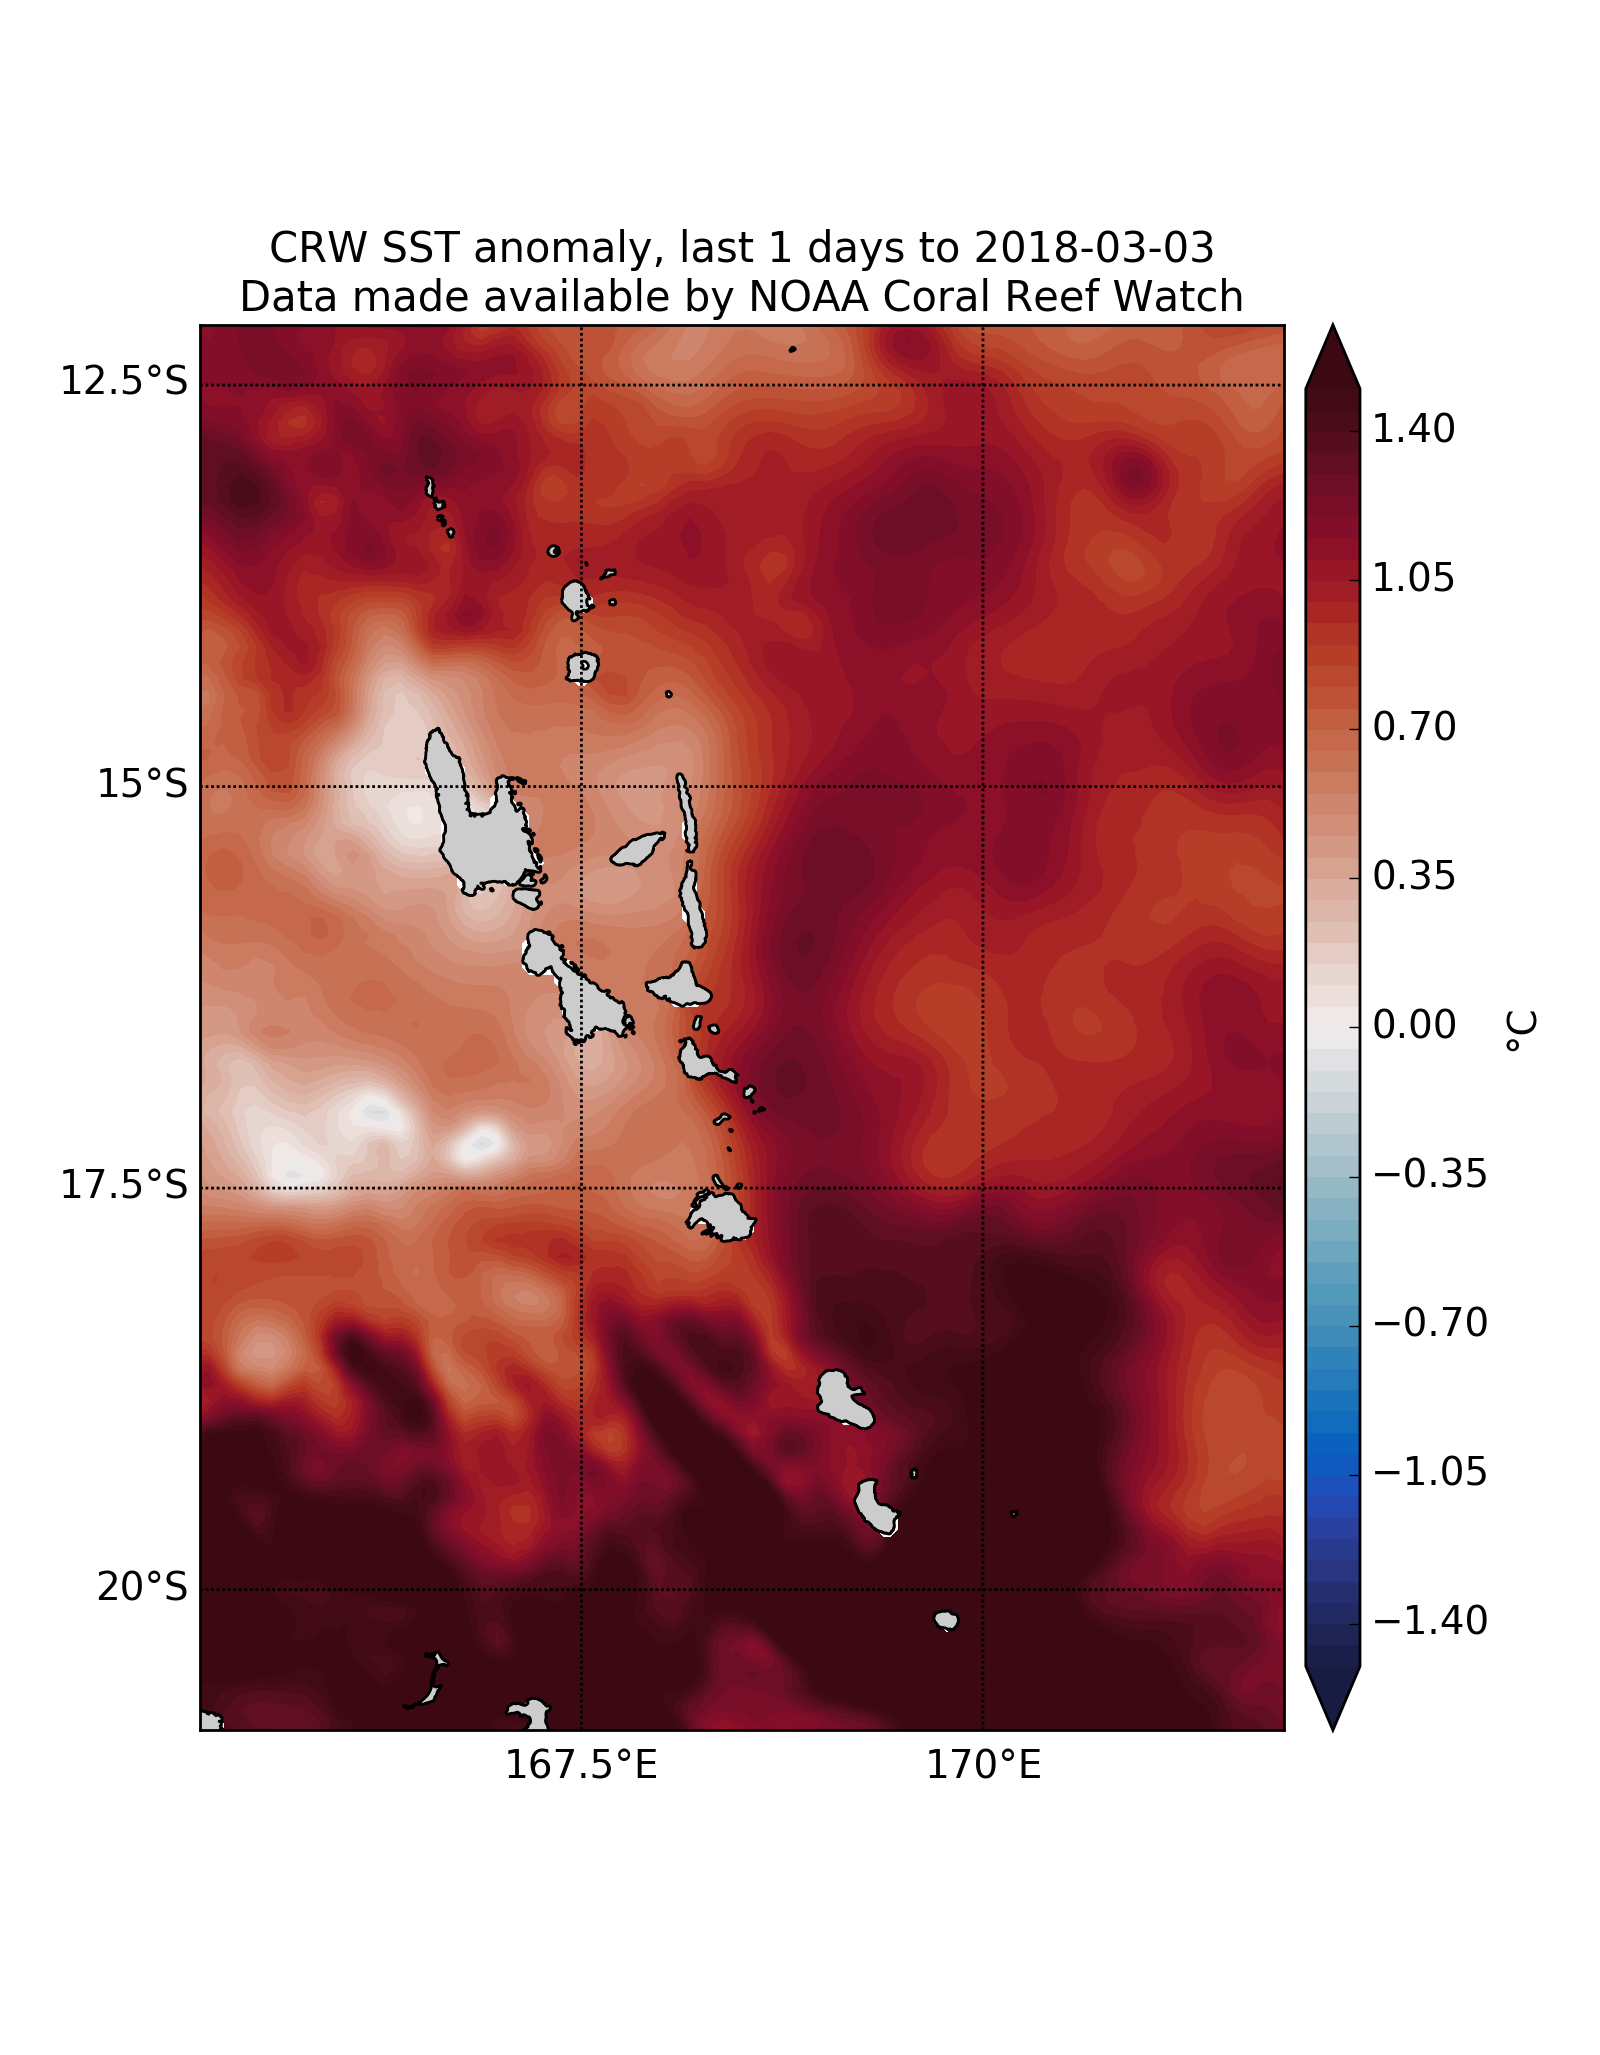 CRW SST anomaly, last 1 days to 2018-03-03
Data made available by NOAA Coral Reef Watch
12.5°S
15°S
17.5°S
20°S
167.5°E
170°E
1.40
1.05
0.70
0.35
0.00
−0.35
−0.70
−1.05
−1.40
°C